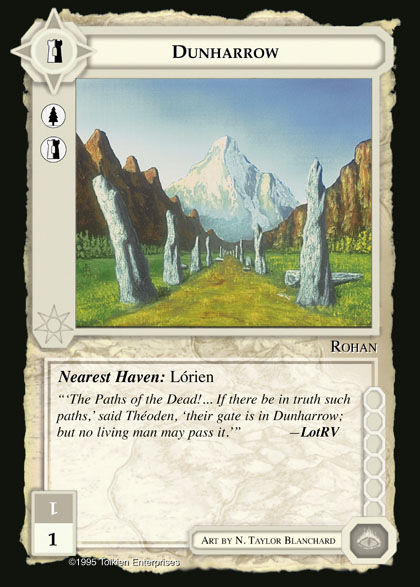 Dunharrow
Rohan
Nearest Haven: Lórien
“‘The Paths of the Dead!... If there be in truth such
paths,’ said Théoden, ‘their gate is in Dunharrow;
but no living man may pass it.’” —LotRV
1
1
Art by N. Taylor Blanchard
©1995 Tolkien Enterprises